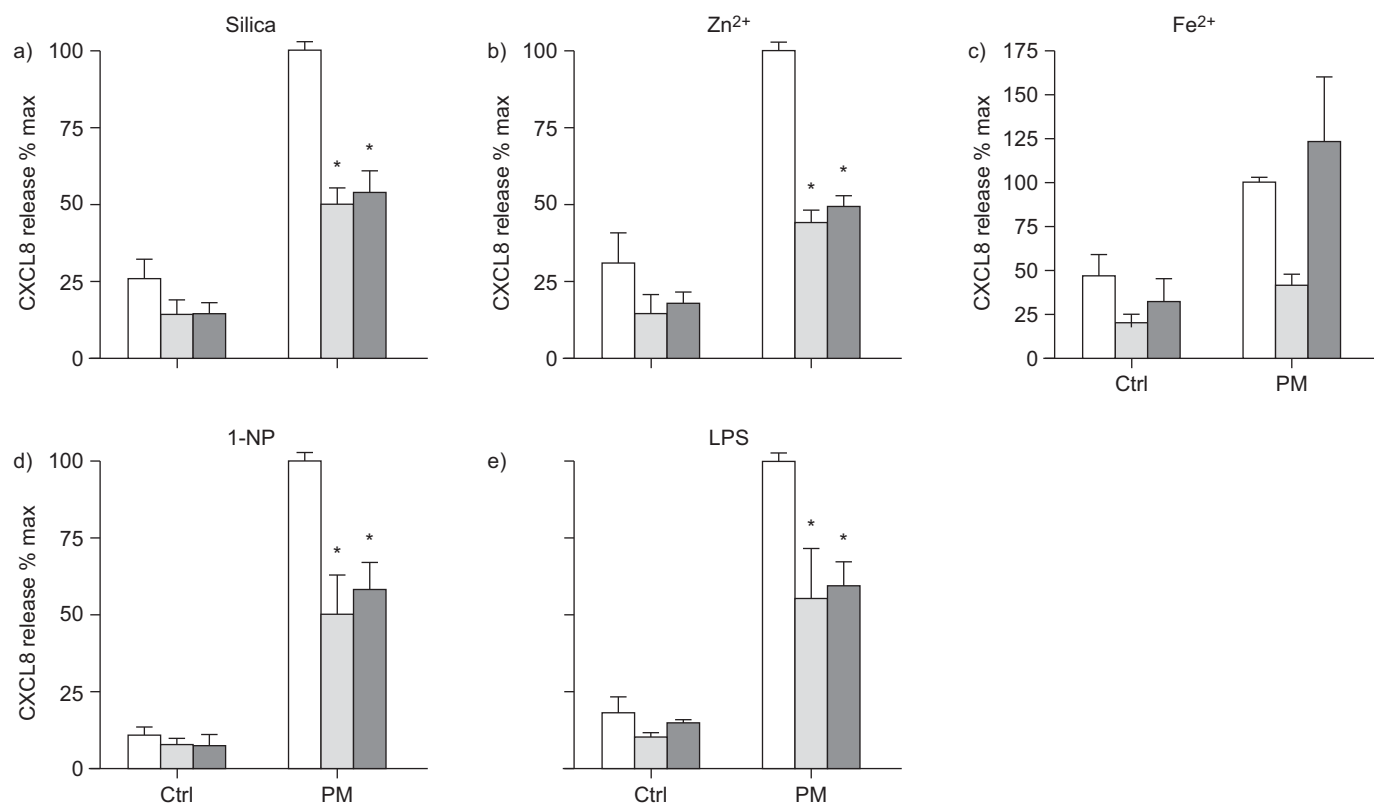 Silica
a)
100
75
50
25
0
CXCL8 release % max
* *
Zn²⁺
b)
100
75
50
25
0
CXCL8 release % max
* *
Fe²⁺
c)
175
150
125
100
75
50
25
0
CXCL8 release % max
Ctrl PM
1-NP
d)
100
75
50
25
0
CXCL8 release % max
* *
Ctrl PM
LPS
e)
* *
Ctrl PM